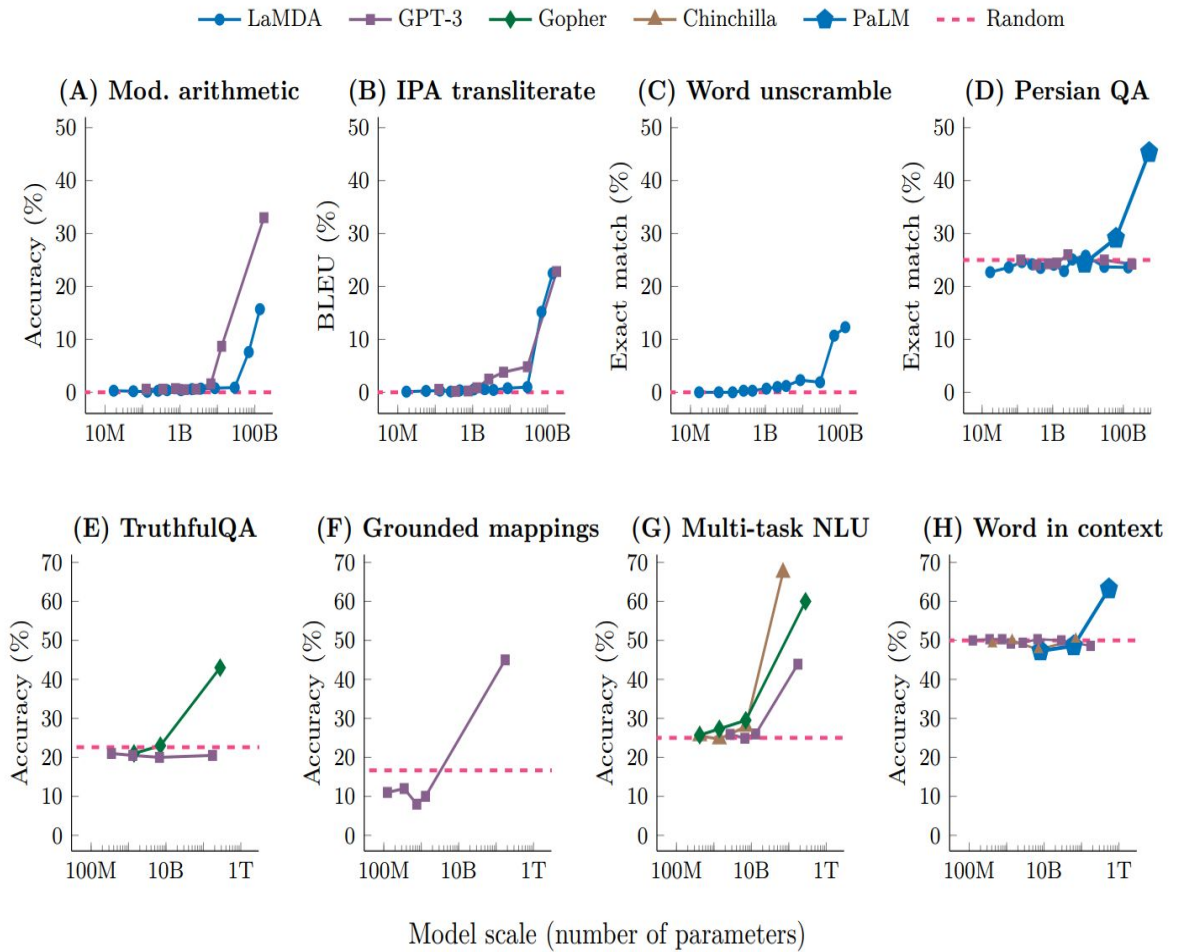 LaMDA GPT-3 Gopher Chinchilla PaLM Random
(A) Mod. arithmetic
Accuracy (%)
50
40
30
20
10
0
10M 1B 100B
(B) IPA transliterate
BLEU (%)
50
40
30
20
10
0
10M 1B 100B
(C) Word unscramble
Exact match (%)
50
40
30
20
10
0
10M 1B 100B
(D) Persian QA
Exact match (%)
50
40
30
20
10
0
10M 1B 100B
(E) TruthfulQA
Accuracy (%)
70
60
50
40
30
20
10
0
100M 10B 1T
(F) Grounded mappings
Accuracy (%)
70
60
50
40
30
20
10
0
100M 10B 1T
(G) Multi-task NLU
Accuracy (%)
70
60
50
40
30
20
10
0
100M 10B 1T
(H) Word in context
Accuracy (%)
70
60
50
40
30
20
10
0
100M 10B 1T
Model scale (number of parameters)